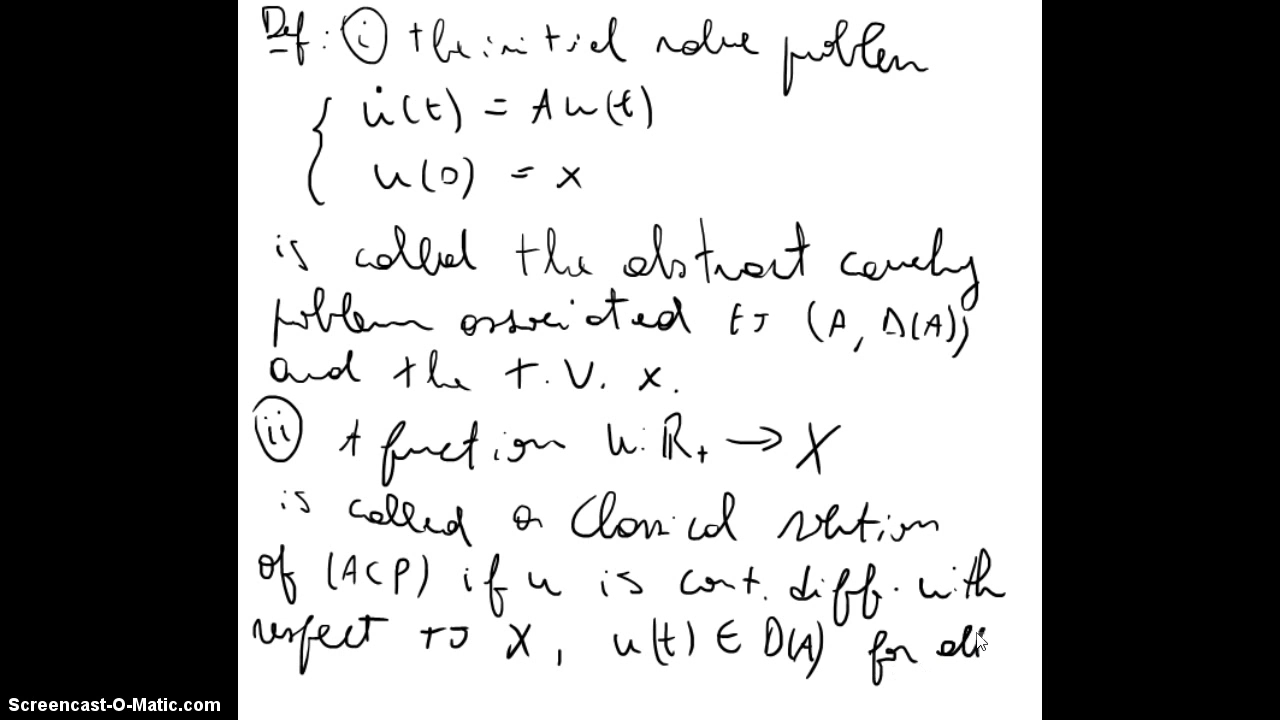 Def: (i) the initial value problem
{ u̇(t) = Au(t)
u(0) = x
is called the abstract cauchy
problem associated to (A, D(A))
and the I.V. x.
(ii) A function u: ℝ₊ → X
is called a Classical solution
of (ACP) if u is cont. diff. with
respect to X, u(t) ∈ D(A) for all
Screencast-O-Matic.com